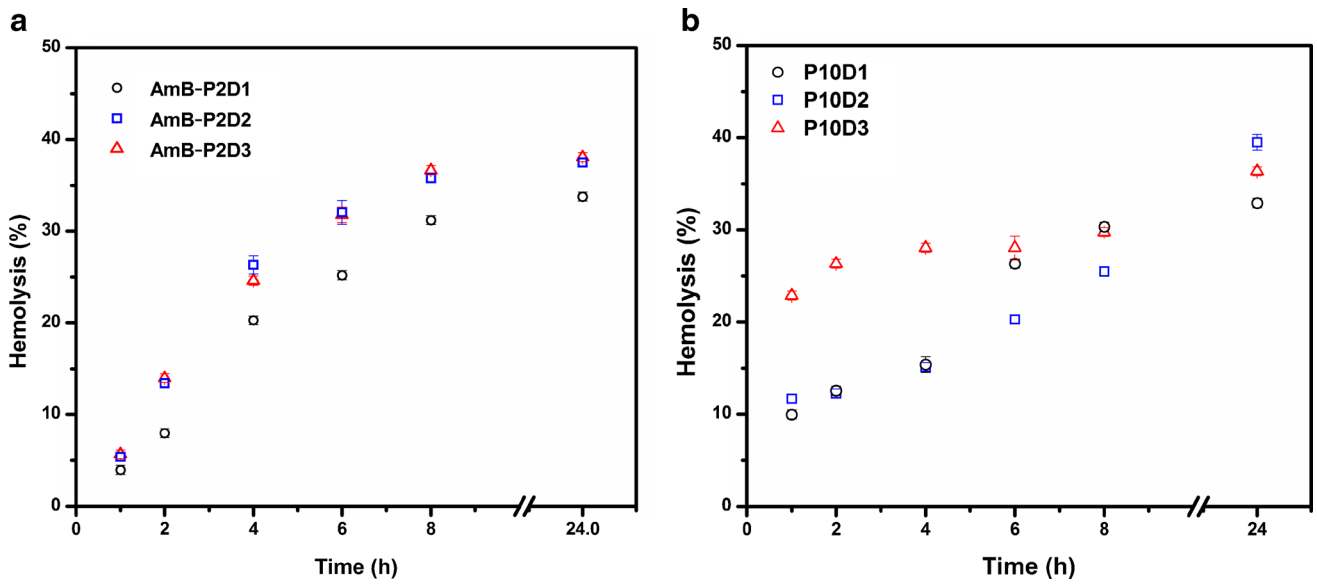 a
50
40
30
20
10
0
Hemolysis (%)
AmB-P2D1
AmB-P2D2
AmB-P2D3
0 2 4 6 8 24.0
Time (h)
b
50
40
30
20
10
0
Hemolysis (%)
P10D1
P10D2
P10D3
0 2 4 6 8 24
Time (h)